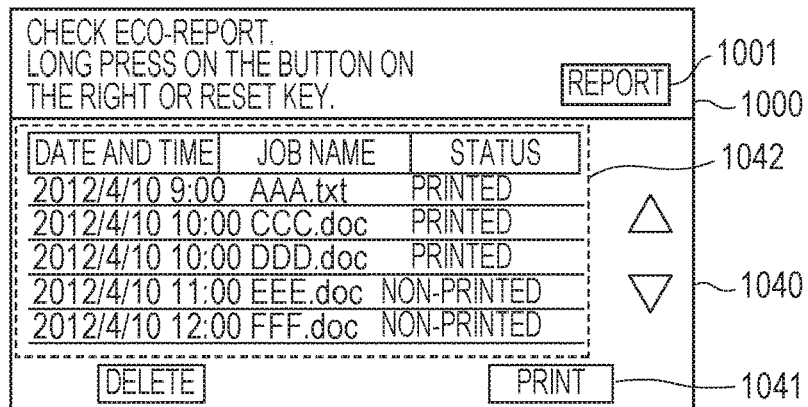 CHECK ECO-REPORT.
LONG PRESS ON THE BUTTON ON
THE RIGHT OR RESET KEY.
REPORT
1001
1000
DATE AND TIME JOB NAME STATUS
1042
2012/4/10 9:00 AAA.txt PRINTED
2012/4/10 10:00 CCC.doc PRINTED
2012/4/10 10:00 DDD.doc PRINTED
2012/4/10 11:00 EEE.doc NON-PRINTED
1040
2012/4/10 12:00 FFF.doc NON-PRINTED
DELETE PRINT
1041